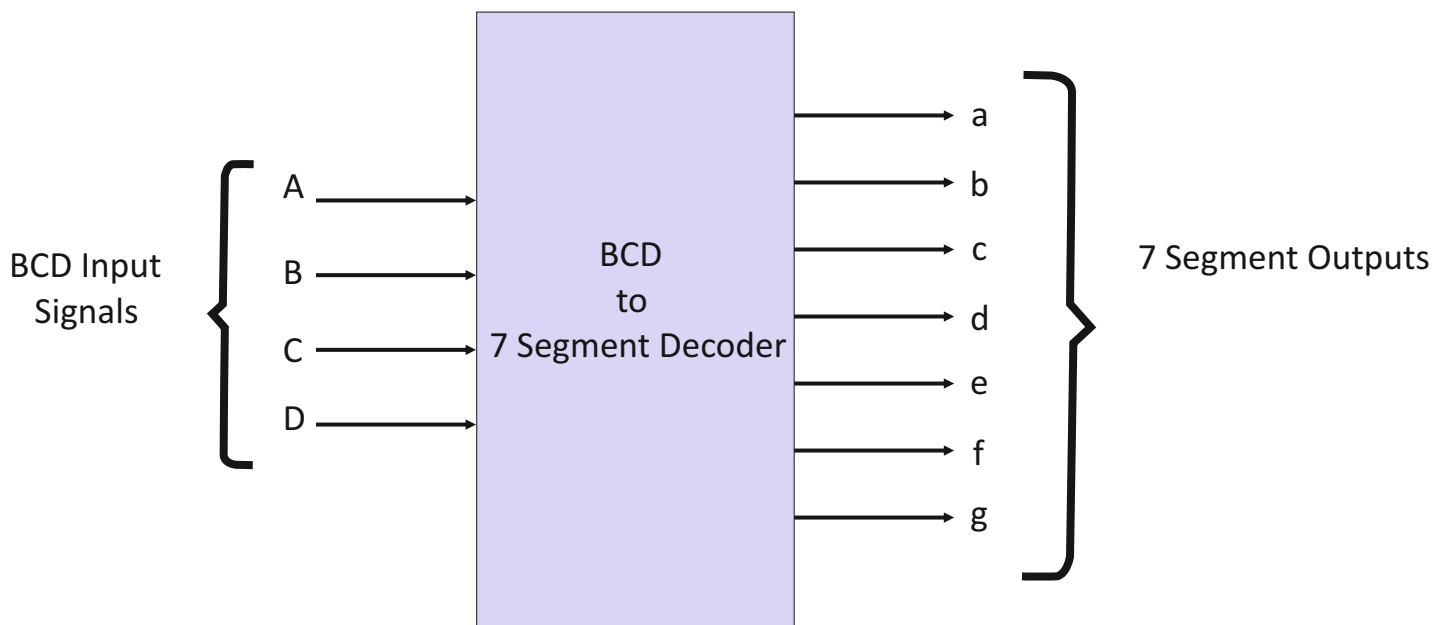 BCD Input
Signals
A
B
C
D
BCD
to
7 Segment Decoder
a
b
c
d
e
f
g
7 Segment Outputs